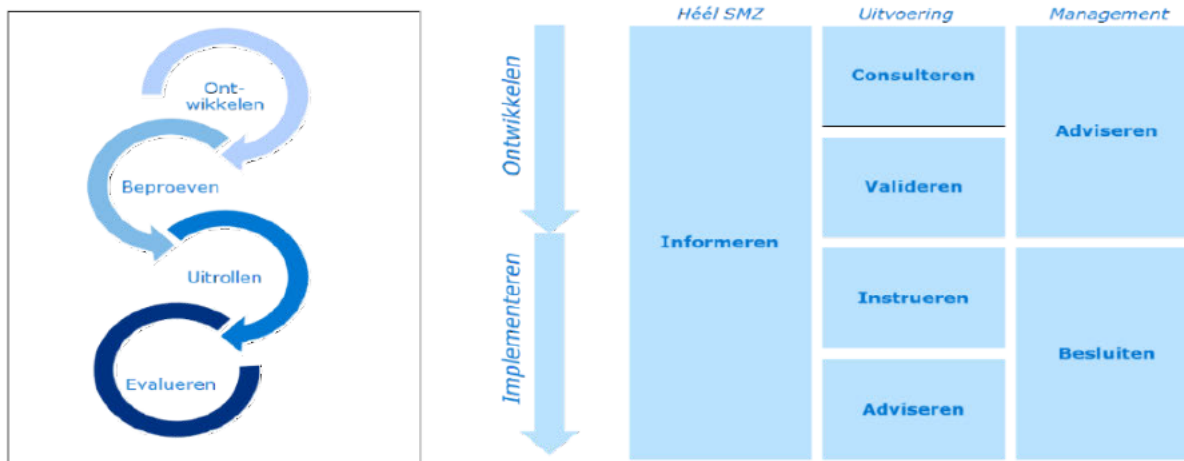 Ont-
wikkelen
Beproeven
Uitrollen
Evalueren
Ontwikkelen
Implementeren
Héél SMZ
Uitvoering
Management
Informeren
Consulteren
Valideren
Instrueren
Adviseren
Adviseren
Besluiten